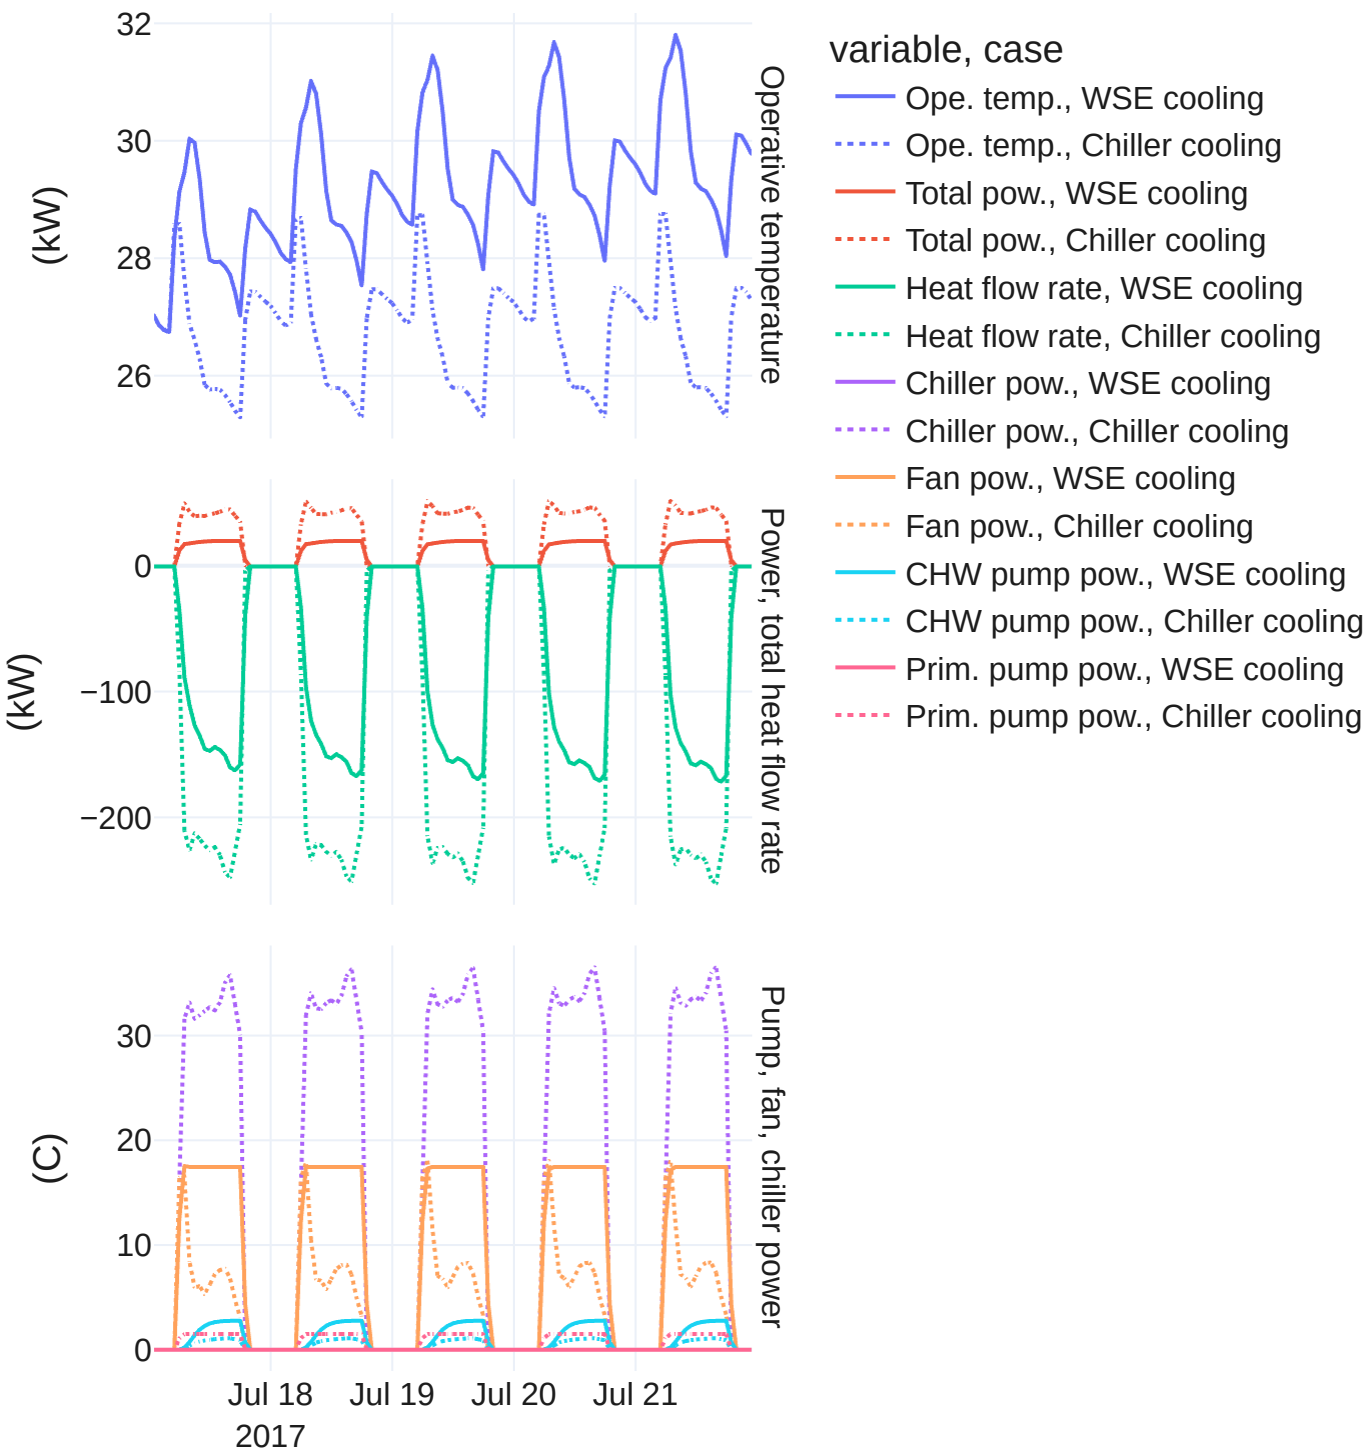 32
30
28
26
(kW)
Operative temperature
0
−100
−200
(kW)
Power, total heat flow rate
30
20
10
0
(C)
Pump, fan, chiller power
Jul 18
2017
Jul 19
Jul 20
Jul 21
variable, case
Ope. temp., WSE cooling
Ope. temp., Chiller cooling
Total pow., WSE cooling
Total pow., Chiller cooling
Heat flow rate, WSE cooling
Heat flow rate, Chiller cooling
Chiller pow., WSE cooling
Chiller pow., Chiller cooling
Fan pow., WSE cooling
Fan pow., Chiller cooling
CHW pump pow., WSE cooling
CHW pump pow., Chiller cooling
Prim. pump pow., WSE cooling
Prim. pump pow., Chiller cooling